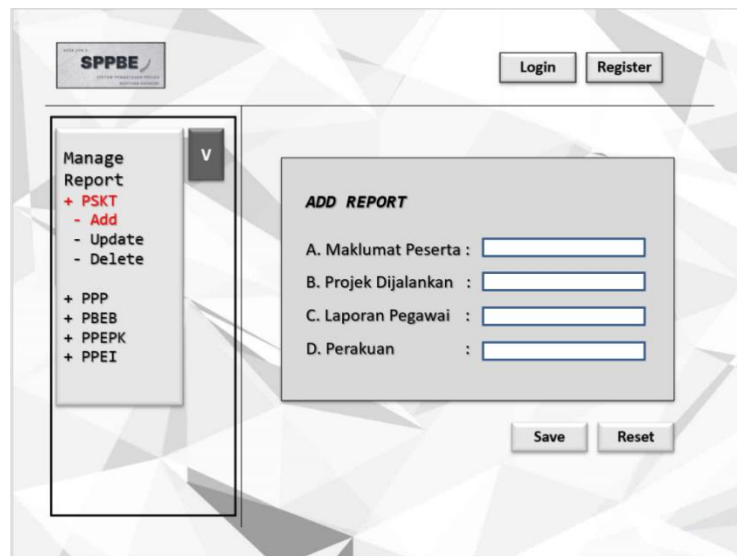 SPPBE
Login
Register
V
Manage
Report
+ PSKT
- Add
- Update
- Delete
+ PPP
+ PBEB
+ PPEPK
+ PPEI
ADD REPORT
A. Maklumat Peserta :
B. Projek Dijalankan :
C. Laporan Pegawai :
D. Perakuan :
Save
Reset